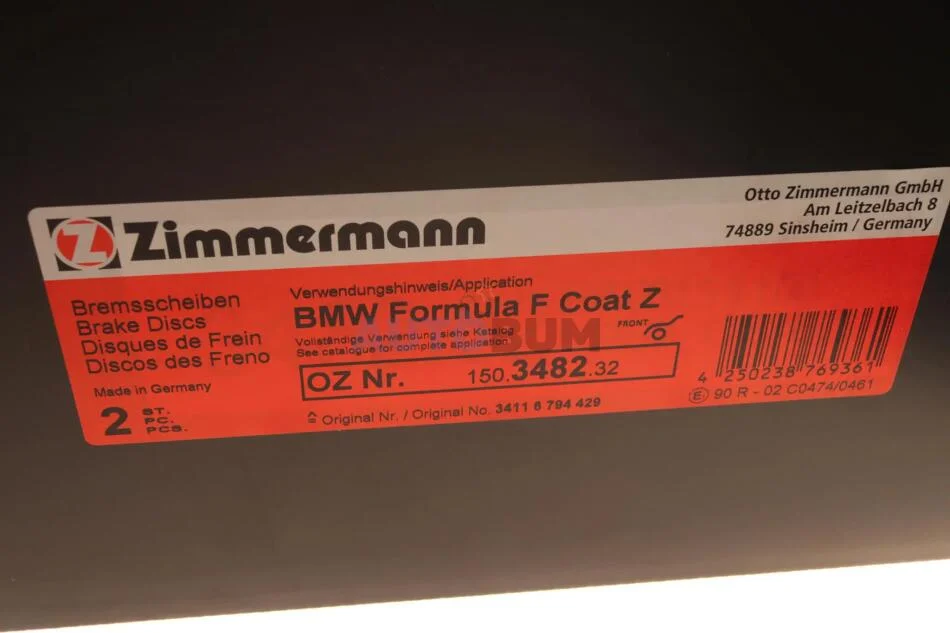 Z Zimmermann
Otto Zimmermann GmbH
Am Leitzelbach 8
74889 Sinsheim / Germany
Bremsscheiben
Brake Discs
Disques de Frein
Discos des Freno
Made in Germany
2 ST.
PC.
PCS.
Verwendungshinweis/Application
BMW Formula F Coat Z
Vollständige Verwendung siehe Katalog
See catalogue for complete application.
FRONT
OZ Nr. 150.3482.32
≙ Original Nr. / Original No. 3411 6 794 429
4 250238 769361
E 90 R - 02 C0474/0461
BUM